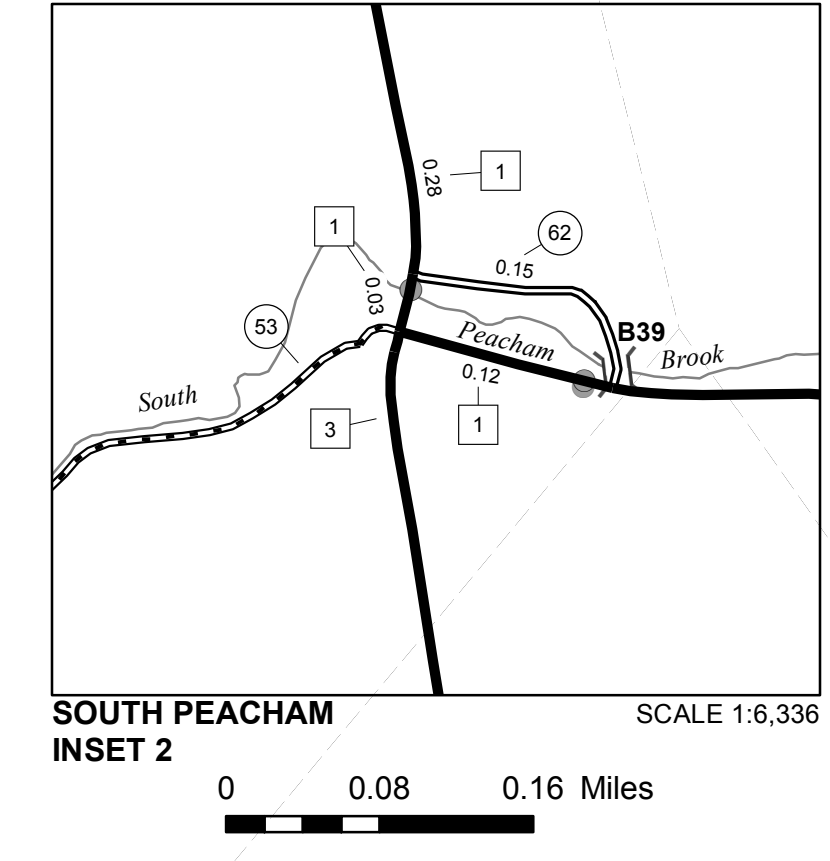 0.28
1
1
62
0.15
0.03
53
B39
Peacham
Brook
0.12
South
3
1
SOUTH PEACHAM
INSET 2
SCALE 1:6,336
0 0.08 0.16 Miles